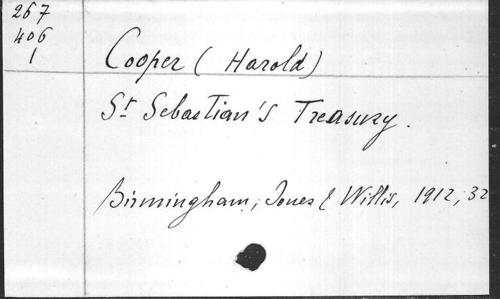 267
406
1
Cooper (Harold)
St Sebastian's Treasury.
Birmingham, Jones & Willis, 1912, 32